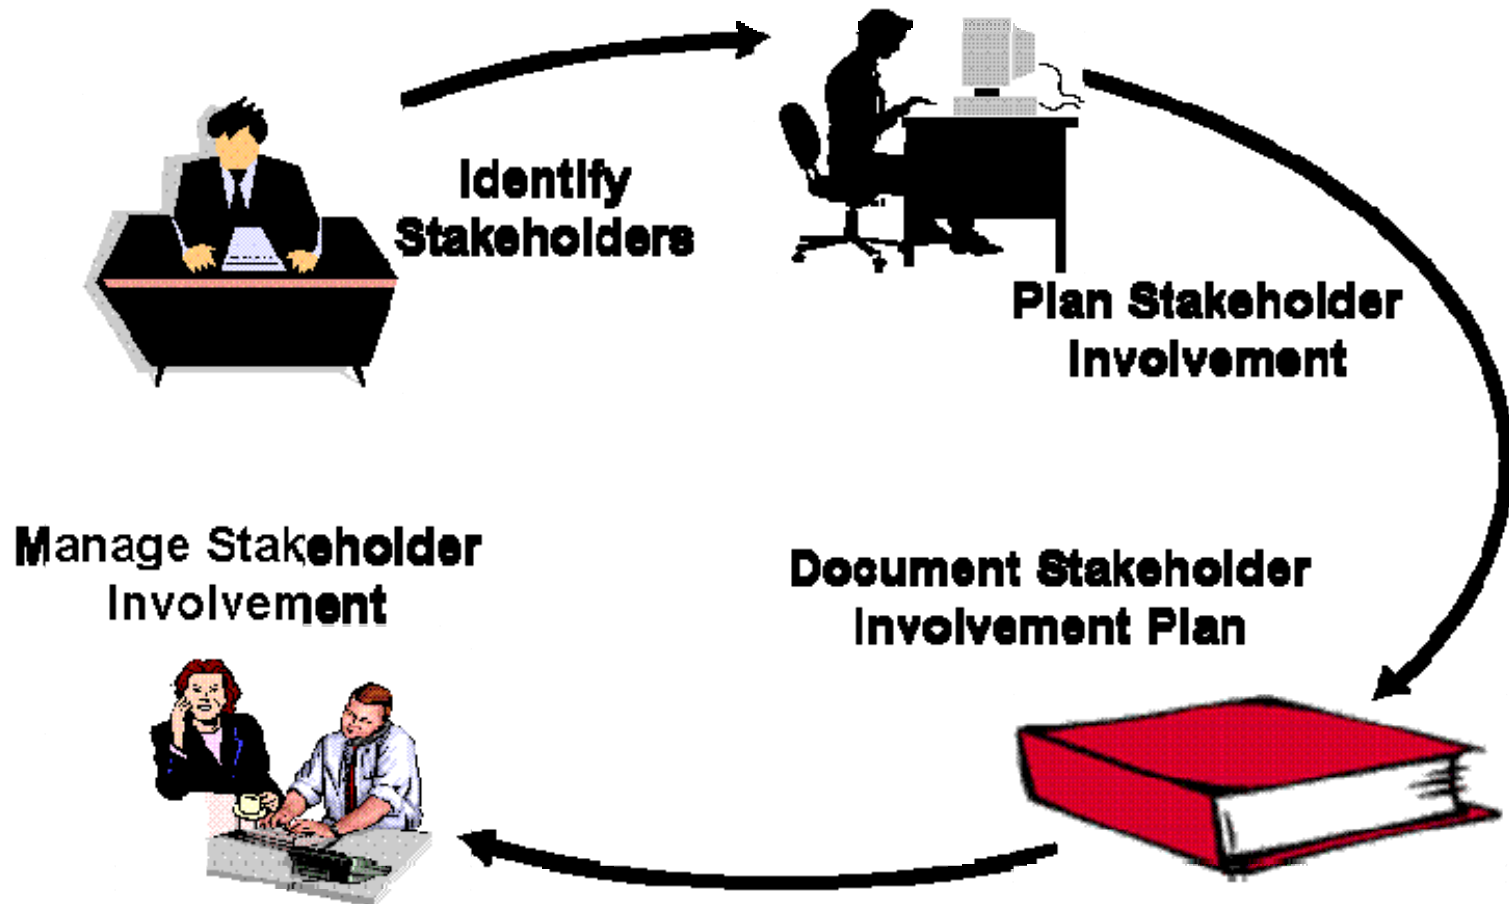 Identify
Stakeholders
Plan Stakeholder
Involvement
Document Stakeholder
Involvement Plan
Manage Stakeholder
Involvement